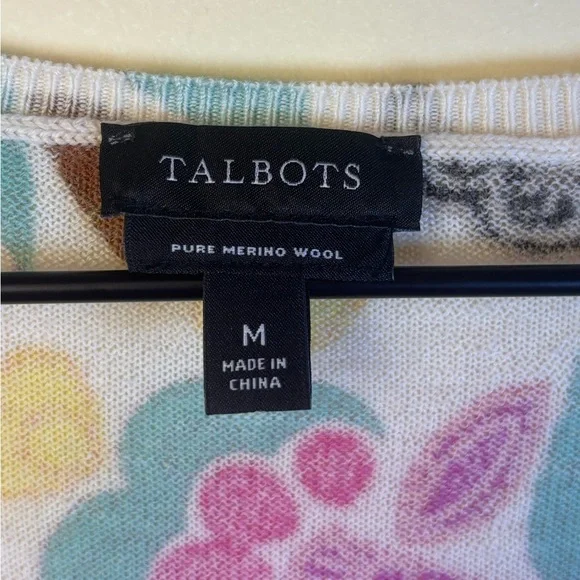 TALBOTS
PURE MERINO WOOL
M
MADE IN
CHINA